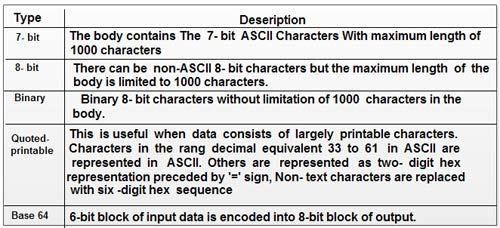 Type Deseription
7- bit The body contains The 7- bit ASCII Characters With maximum length of
1000 characters
8- bit There can be non-ASCII 8- bit characters but the maximum length of the
body is limited to 1000 characters.
Binary Binary 8- bit characters without limitation of 1000 characters in the
body.
Quoted-
printable
This is useful when data consists of largely printable characters.
Characters in the rang decimal equivalent 33 to 61 in ASCII are
represented in ASCII. Others are represented as two- digit hex
representation preceded by '=' sign, Non- text characters are replaced
with six -digit hex sequence
Base 64 6-bit block of input data is encoded into 8-bit block of output.